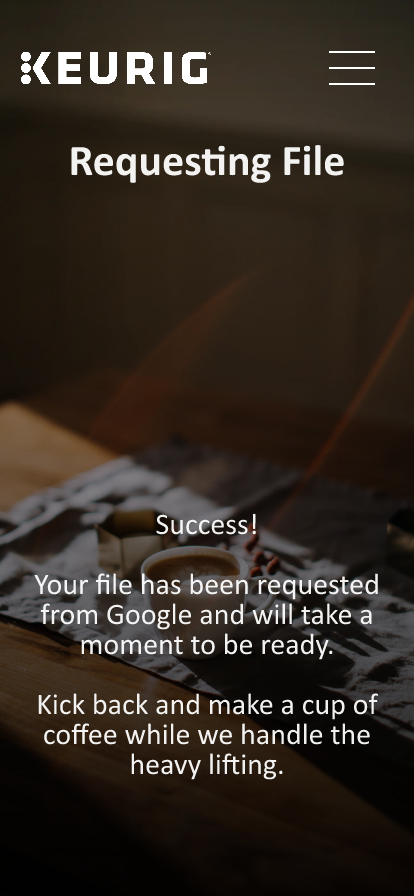 KEURIG
Requesting File
Success!
Your file has been requested
from Google and will take a
moment to be ready.
Kick back and make a cup of
coffee while we handle the
heavy lifting.